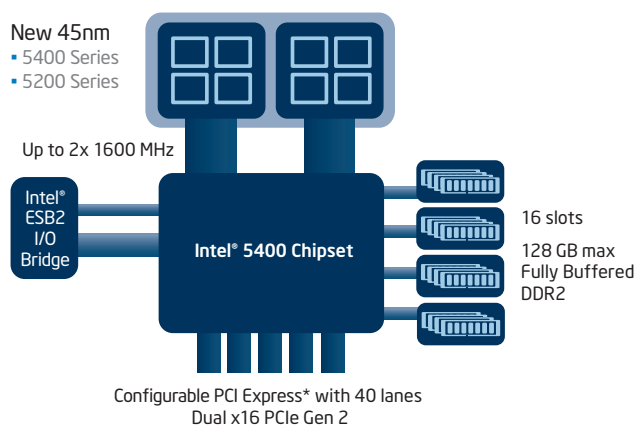 New 45nm
▪ 5400 Series
▪ 5200 Series
Up to 2x 1600 MHz
Intel®
ESB2
I/O
Bridge
Intel® 5400 Chipset
16 slots
128 GB max
Fully Buffered
DDR2
Configurable PCI Express* with 40 lanes
Dual x16 PCIe Gen 2